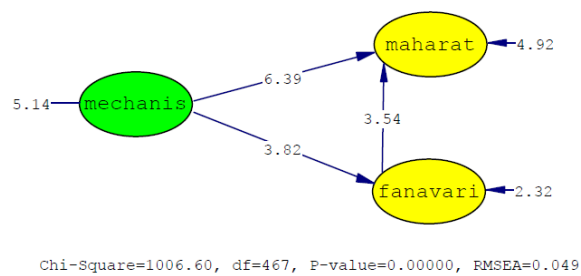 maharat
4.92
6.39
5.14
mechanis
3.54
3.82
fanavari
2.32
Chi-Square=1006.60, df=467, P-value=0.00000, RMSEA=0.049